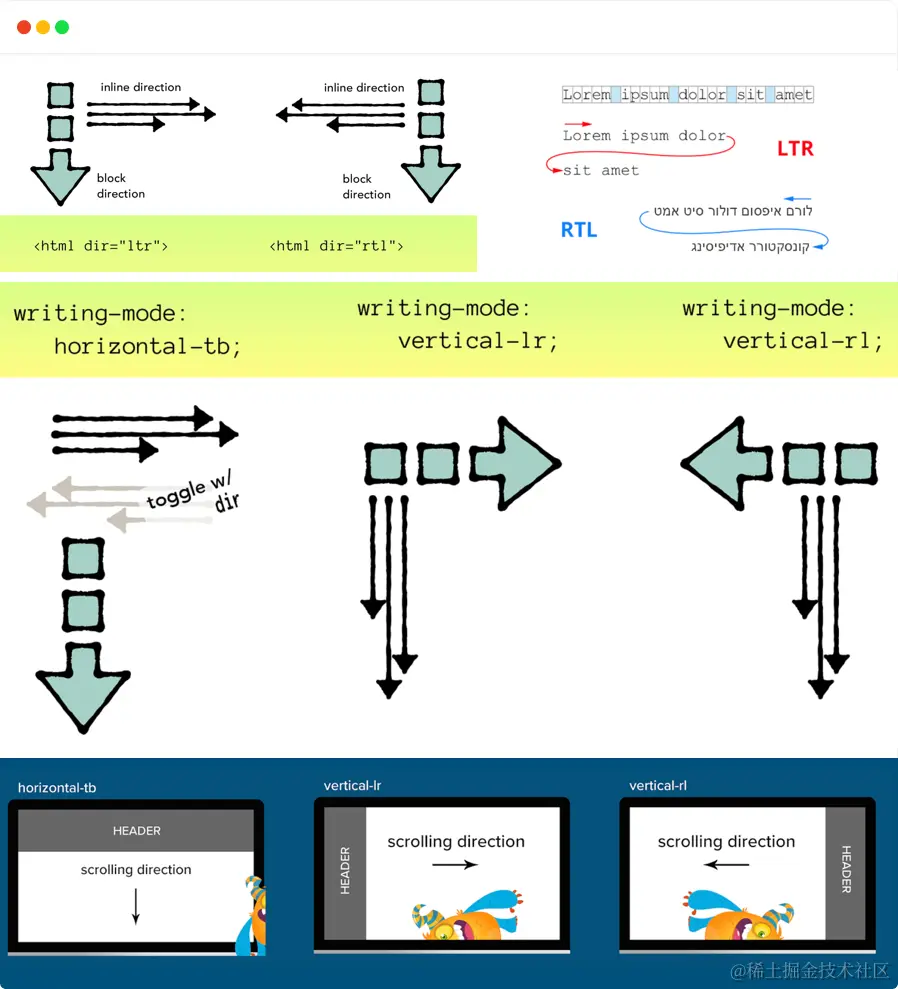 inline direction
inline direction
Lorem ipsum dolor sit amet
Lorem ipsum dolor
sit amet
LTR
block
direction
block
direction
לורם איפסום דולור סיט אמט
קונסקטורר אדיפיסינג
RTL
<html dir="ltr">
<html dir="rtl">
writing-mode:
horizontal-tb;
writing-mode:
vertical-lr;
writing-mode:
vertical-rl;
toggle w/
dir
horizontal-tb
HEADER
scrolling direction
vertical-lr
HEADER
scrolling direction
vertical-rl
scrolling direction
HEADER
@稀土掘金技术社区